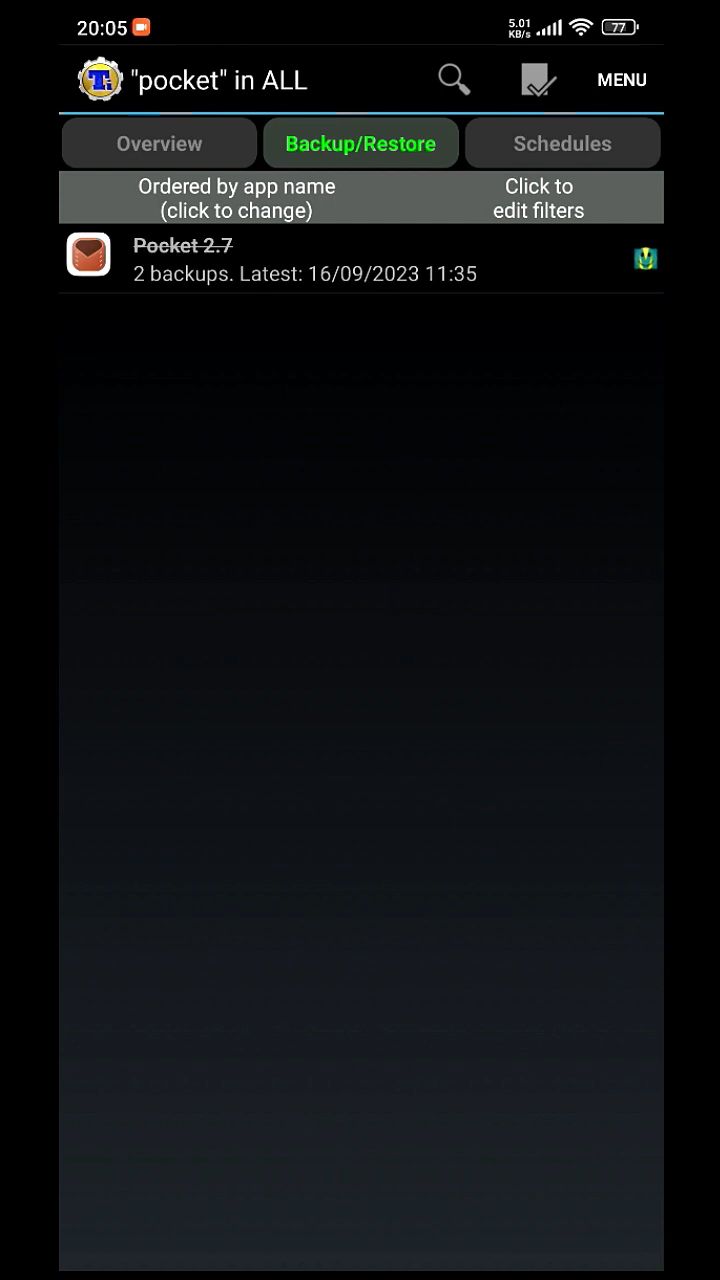 20:05
5.01
KB/s
77
"pocket" in ALL
MENU
Overview
Backup/Restore
Schedules
Ordered by app name
(click to change)
Click to
edit filters
Pocket 2.7
2 backups. Latest: 16/09/2023 11:35